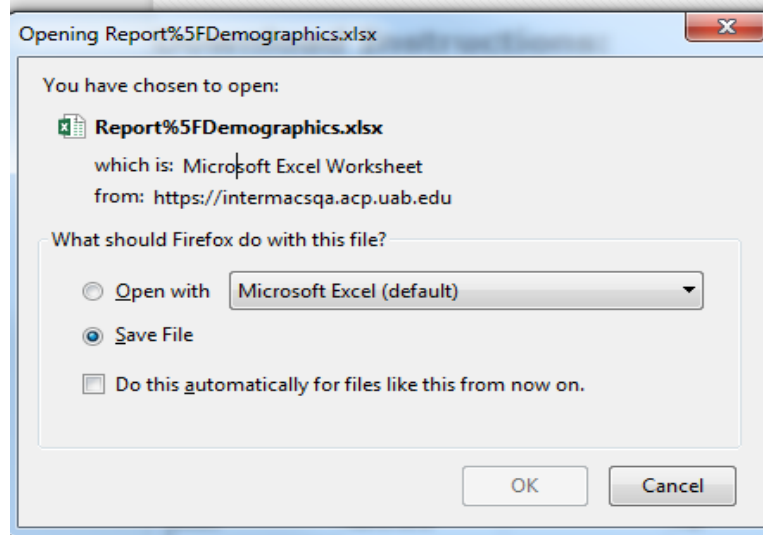 Opening Report%5FDemographics.xlsx
You have chosen to open:
Report%5FDemographics.xlsx
which is: Microsoft Excel Worksheet
from: https://intermacsqa.acp.uab.edu
What should Firefox do with this file?
Open with Microsoft Excel (default)
Save File
Do this automatically for files like this from now on.
OK Cancel